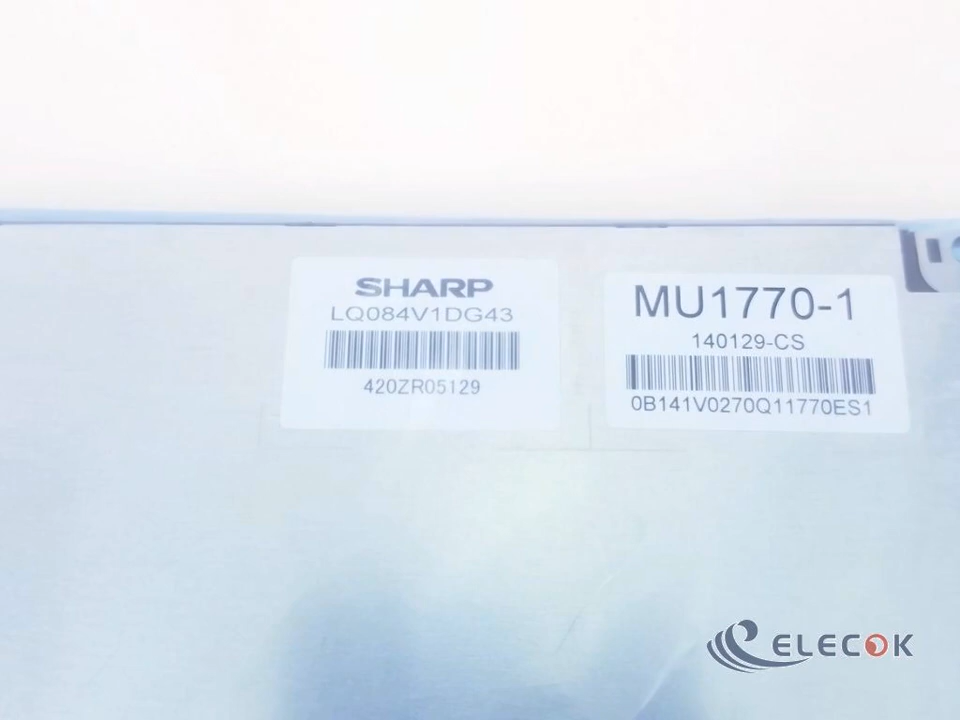 SHARP
LQ084V1DG43
420ZR05129
MU1770-1
140129-CS
0B141V0270Q11770ES1
ELECOK